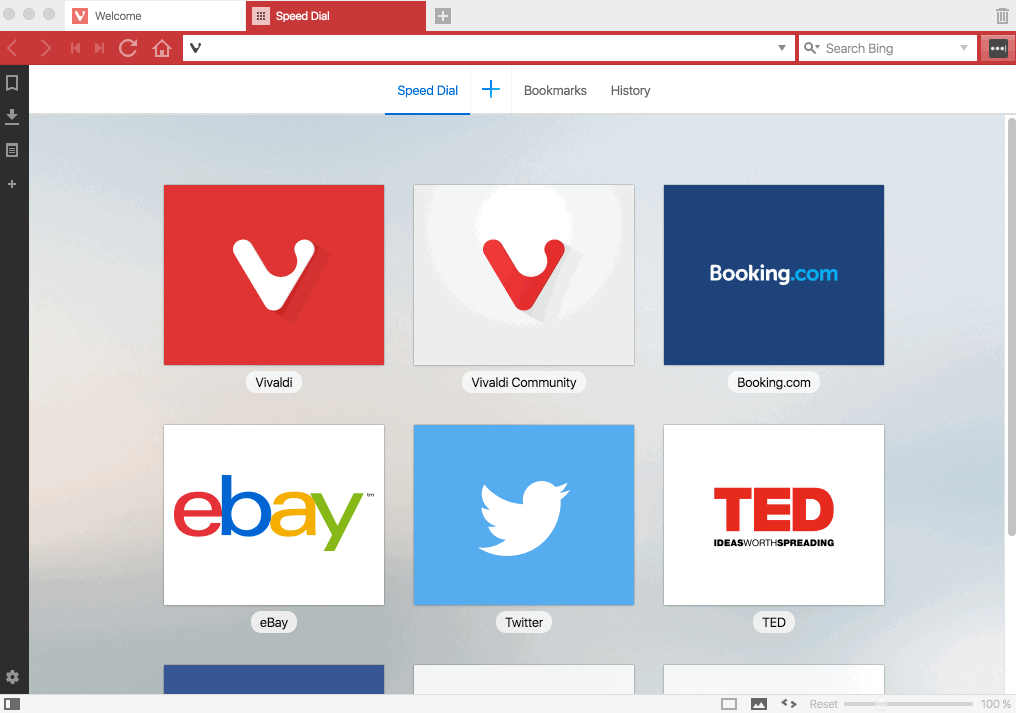 Welcome
Speed Dial
Search Bing
Speed Dial
Bookmarks
History
Booking.com
Vivaldi
Vivaldi Community
Booking.com
ebay™
TED
IDEASWORTHSPREADING
eBay
Twitter
TED
Reset
100 %